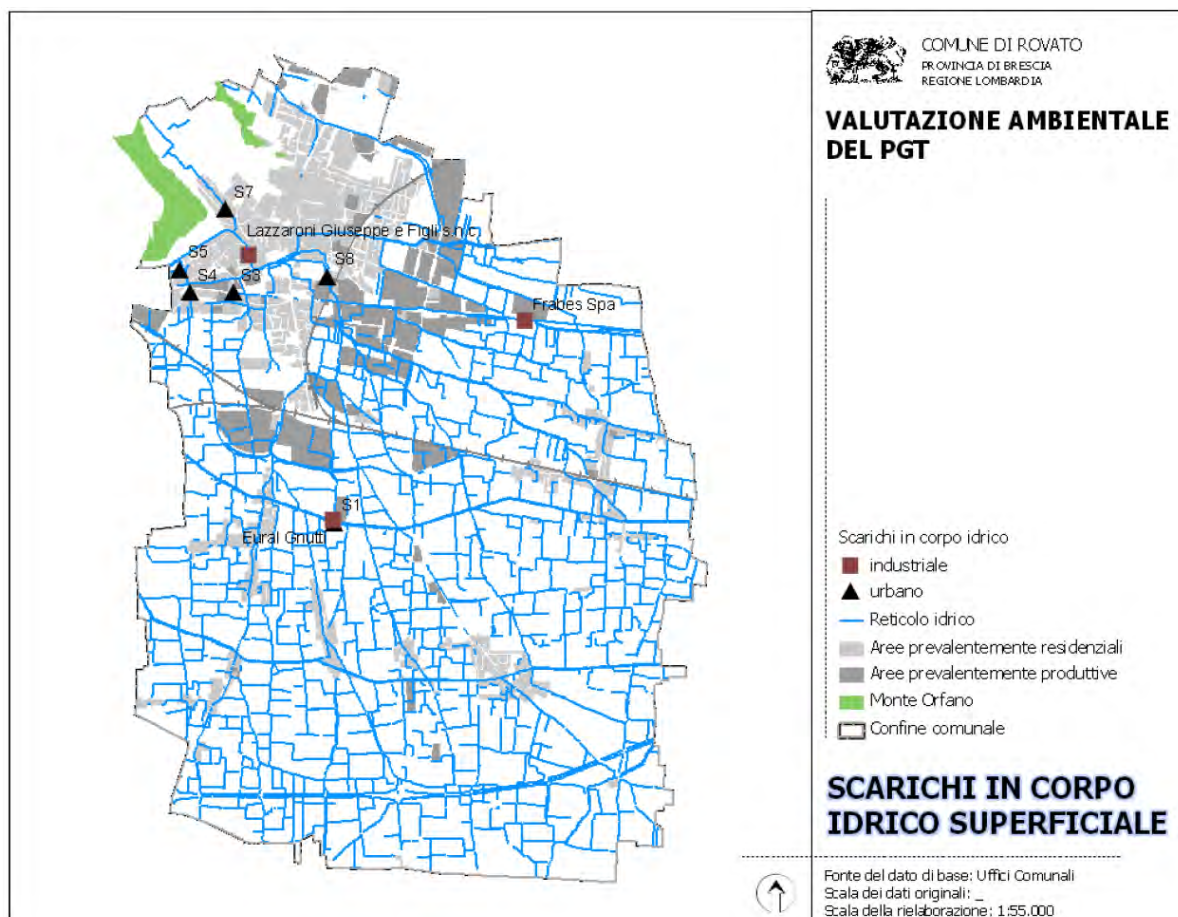 COMUNE DI ROVATO
PROVINCIA DI BRESCIA
REGIONE LOMBARDIA
VALUTAZIONE AMBIENTALE
DEL PGT
S7
Lazzaroni Giuseppe e Figli s.n.c.
S5
S4
S3
S8
Frabes Spa
S1
Eural Gnutti
Scarichi in corpo idrico
industriale
urbano
Reticolo idrico
Aree prevalentemente residenziali
Aree prevalentemente produttive
Monte Orfano
Confine comunale
SCARICHI IN CORPO
IDRICO SUPERFICIALE
Fonte del dato di base: Uffici Comunali
Scala dei dati originali: _
Scala della rielaborazione: 1:55.000